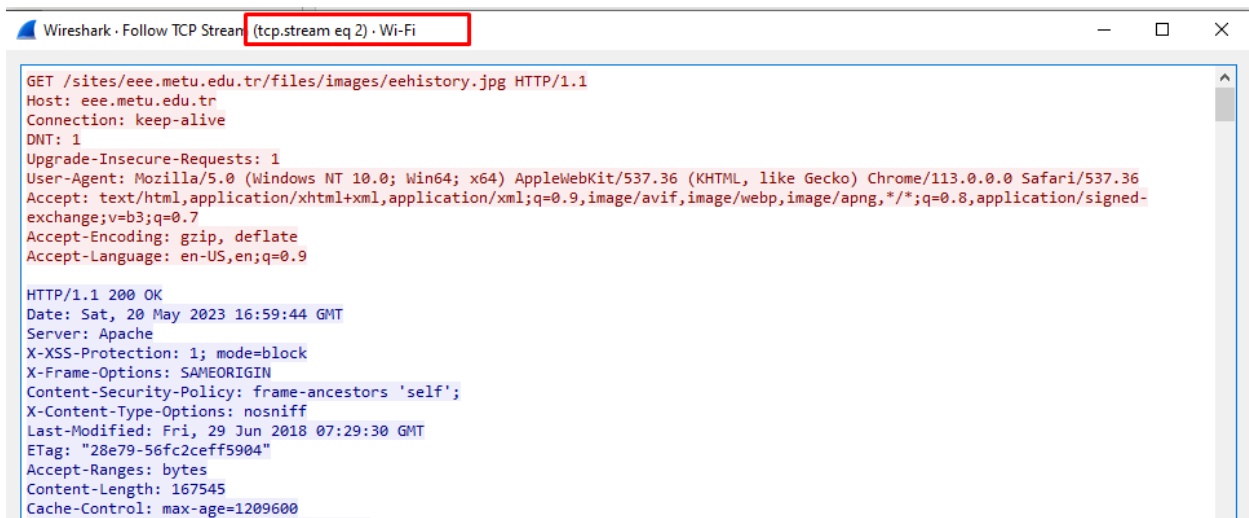 Wireshark · Follow TCP Stream (tcp.stream eq 2) · Wi-Fi
GET /sites/eee.metu.edu.tr/files/images/eehistory.jpg HTTP/1.1
Host: eee.metu.edu.tr
Connection: keep-alive
DNT: 1
Upgrade-Insecure-Requests: 1
User-Agent: Mozilla/5.0 (Windows NT 10.0; Win64; x64) AppleWebKit/537.36 (KHTML, like Gecko) Chrome/113.0.0.0 Safari/537.36
Accept: text/html,application/xhtml+xml,application/xml;q=0.9,image/avif,image/webp,image/apng,*/*;q=0.8,application/signed-
exchange;v=b3;q=0.7
Accept-Encoding: gzip, deflate
Accept-Language: en-US,en;q=0.9
HTTP/1.1 200 OK
Date: Sat, 20 May 2023 16:59:44 GMT
Server: Apache
X-XSS-Protection: 1; mode=block
X-Frame-Options: SAMEORIGIN
Content-Security-Policy: frame-ancestors 'self';
X-Content-Type-Options: nosniff
Last-Modified: Fri, 29 Jun 2018 07:29:30 GMT
ETag: "28e79-56fc2ceff5904"
Accept-Ranges: bytes
Content-Length: 167545
Cache-Control: max-age=1209600